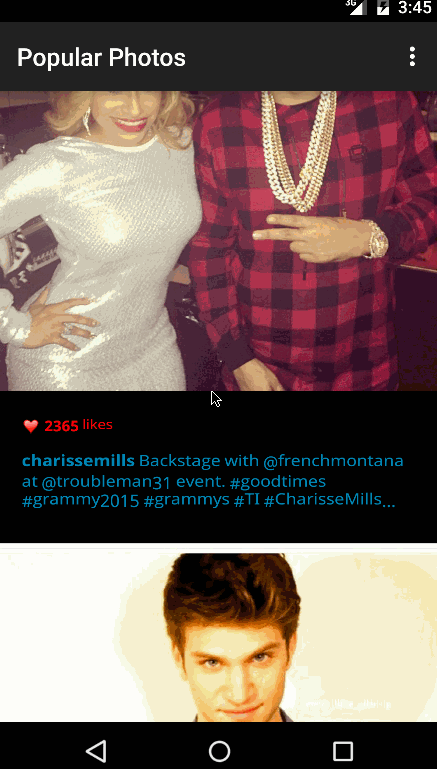 3G 3:45
Popular Photos
2365 likes
charissemills Backstage with @frenchmontana
at @troubleman31 event. #goodtimes
#grammy2015 #grammys #TI #CharisseMills...